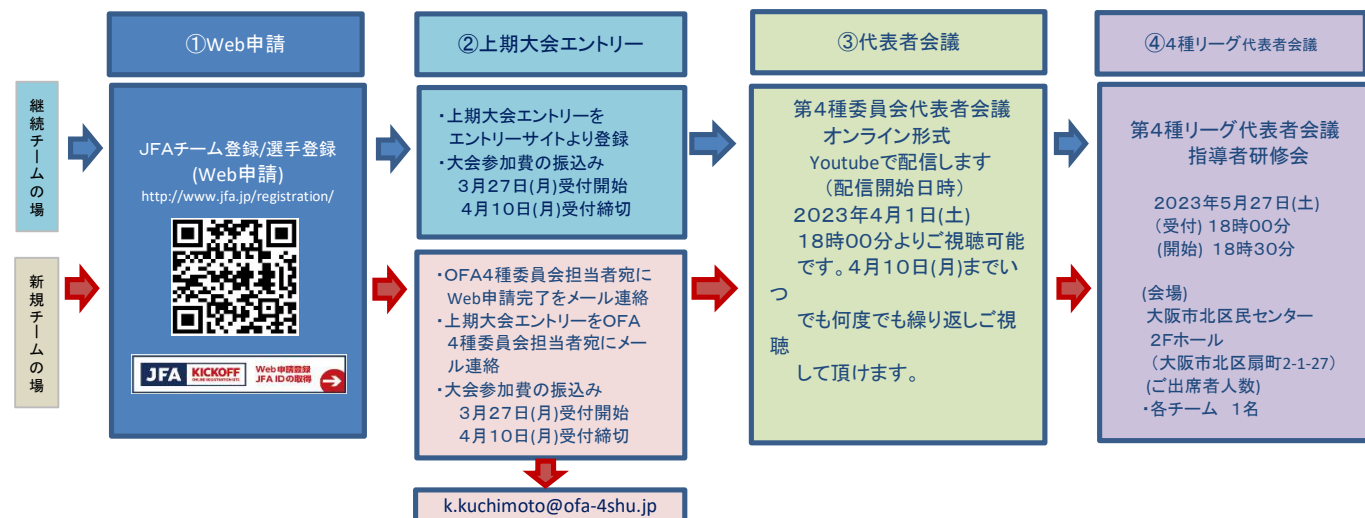 ①Web申請
②上期大会エントリー
③代表者会議
④4種リーグ代表者会議
継続チームの場
新規チームの場
JFAチーム登録/選手登録
(Web申請)
http://www.jfa.jp/registration/
JFA
KICKOFF
ONLINE REGISTRATION SITE
Web申請登録
JFA IDの取得
・上期大会エントリーを
エントリーサイトより登録
・大会参加費の振込み
3月27日(月)受付開始
4月10日(月)受付締切
・OFA4種委員会担当者宛に
Web申請完了をメール連絡
・上期大会エントリーをOFA
4種委員会担当者宛にメー
ル連絡
・大会参加費の振込み
3月27日(月)受付開始
4月10日(月)受付締切
k.kuchimoto@ofa-4shu.jp
第4種委員会代表者会議
オンライン形式
Youtubeで配信します
（配信開始日時）
2023年4月1日(土)
18時00分よりご視聴可能
です。4月10日(月)までい
つ
でも何度でも繰り返しご視
聴
して頂けます。
第4種リーグ代表者会議
指導者研修会
2023年5月27日(土)
(受付) 18時00分
(開始) 18時30分
(会場)
大阪市北区民センター
2Fホール
（大阪市北区扇町2-1-27）
(ご出席者人数)
・各チーム 1名